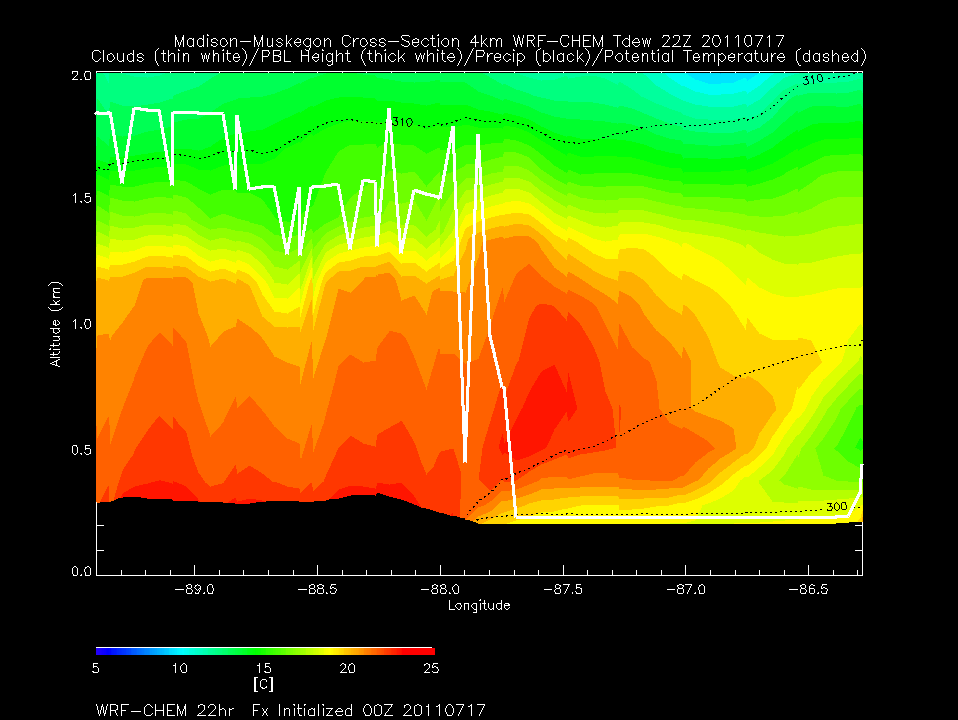 Madison-Muskegon Cross-Section 4km WRF-CHEM Tdew 22Z 20110717
Clouds (thin white)/PBL Height (thick white)/Precip (black)/Potential Temperature (dashed)
2.0
310
310
1.5
1.0
Altitude (km)
0.5
300
0.0
-89.0 -88.5 -88.0 -87.5 -87.0 -86.5
Longitude
5 10 15 20 25
[C]
WRF-CHEM 22hr Fx Initialized 00Z 20110717